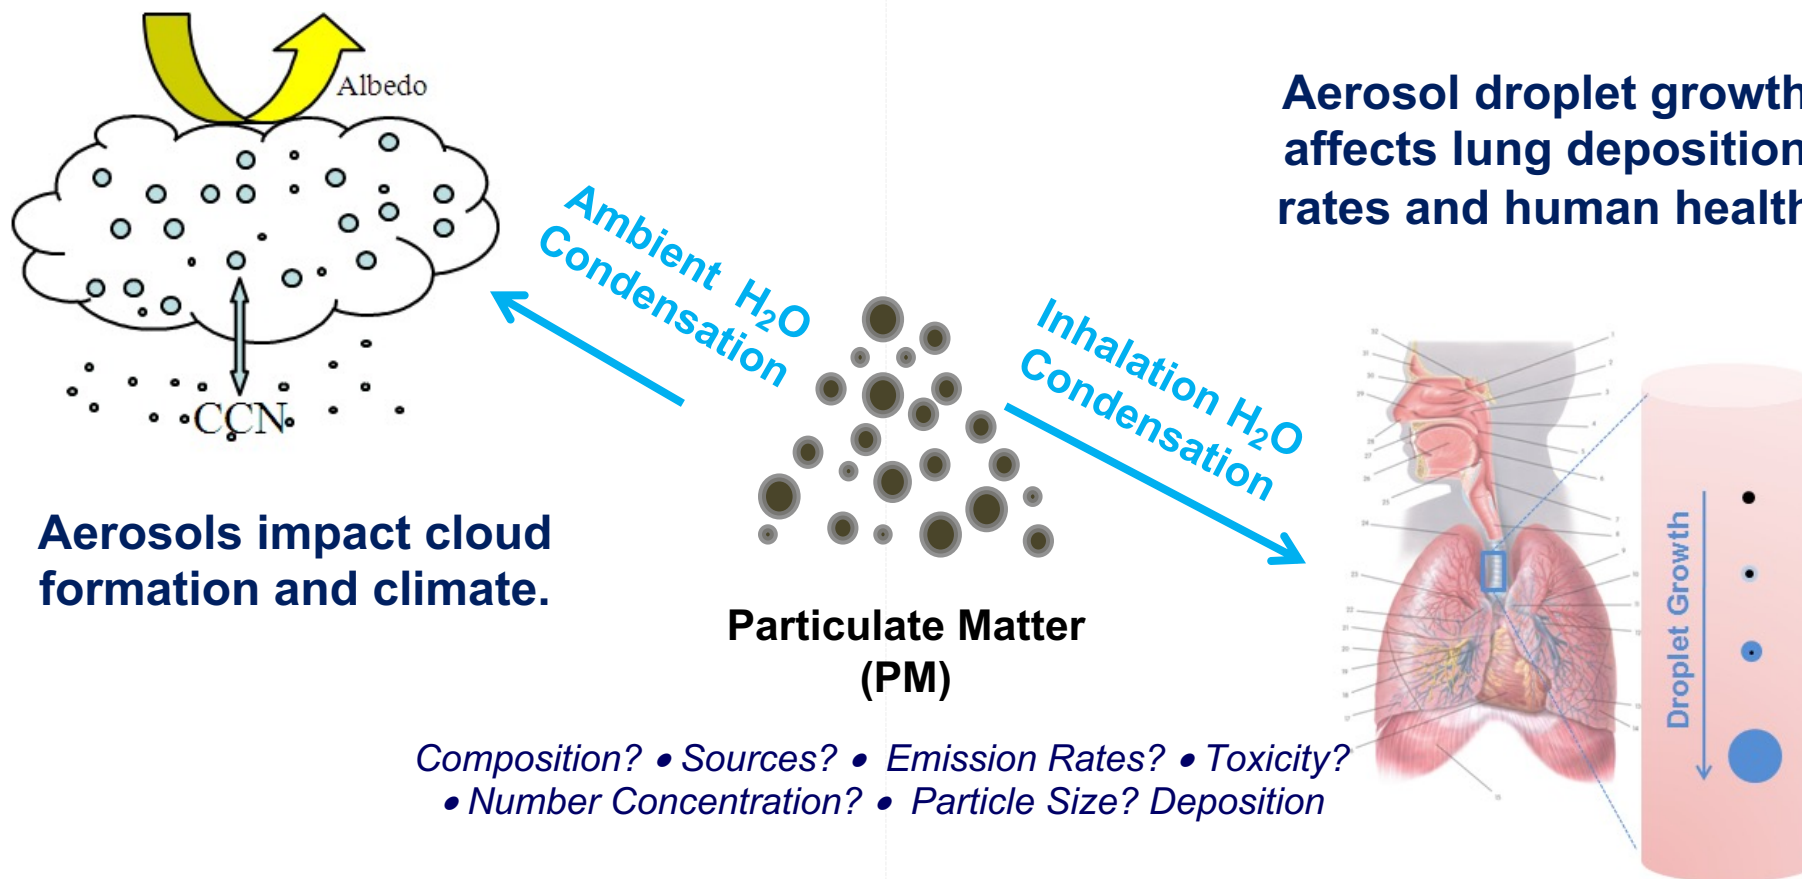 Albedo
CCN
Aerosols impact cloud
formation and climate.
Ambient H₂O
Condensation
Particulate Matter
(PM)
Composition? • Sources? • Emission Rates? • Toxicity?
• Number Concentration? • Particle Size? Deposition
Inhalation H₂O
Condensation
Aerosol droplet growth
affects lung deposition
rates and human health
Droplet Growth